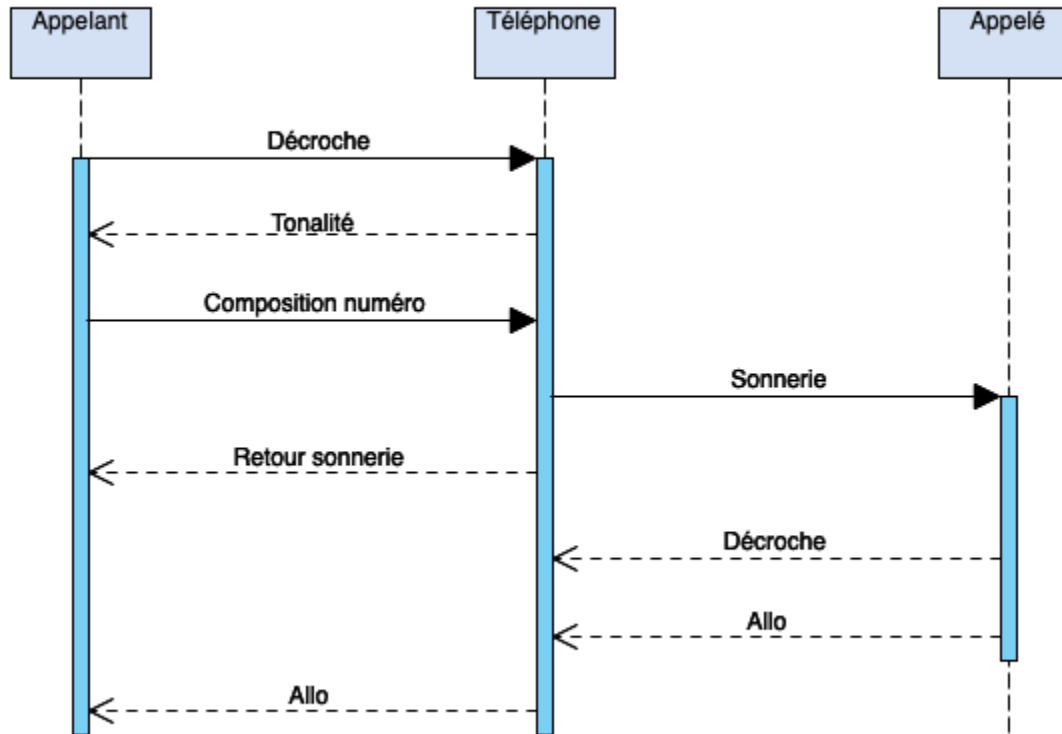 Appelant
Téléphone
Appelé
Décroche
Tonalité
Composition numéro
Sonnerie
Retour sonnerie
Décroche
Allo
Allo